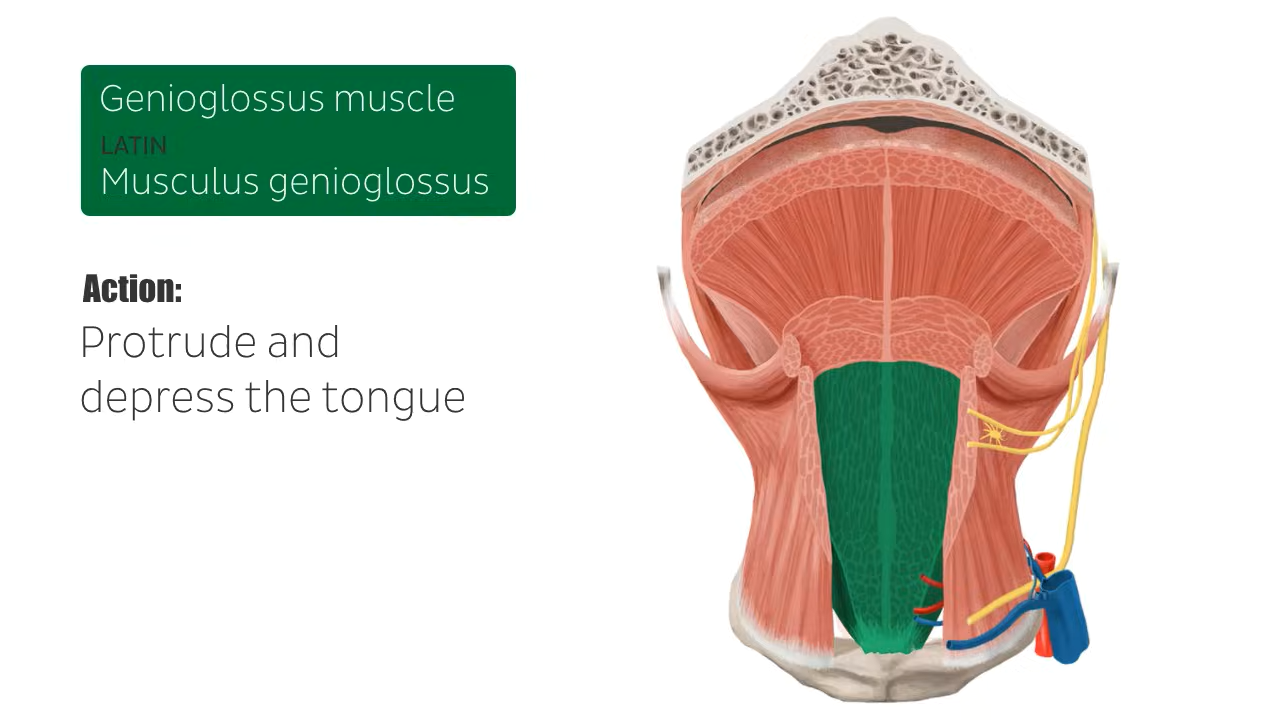 Genioglossus muscle
LATIN
Musculus genioglossus
Action:
Protrude and
depress the tongue